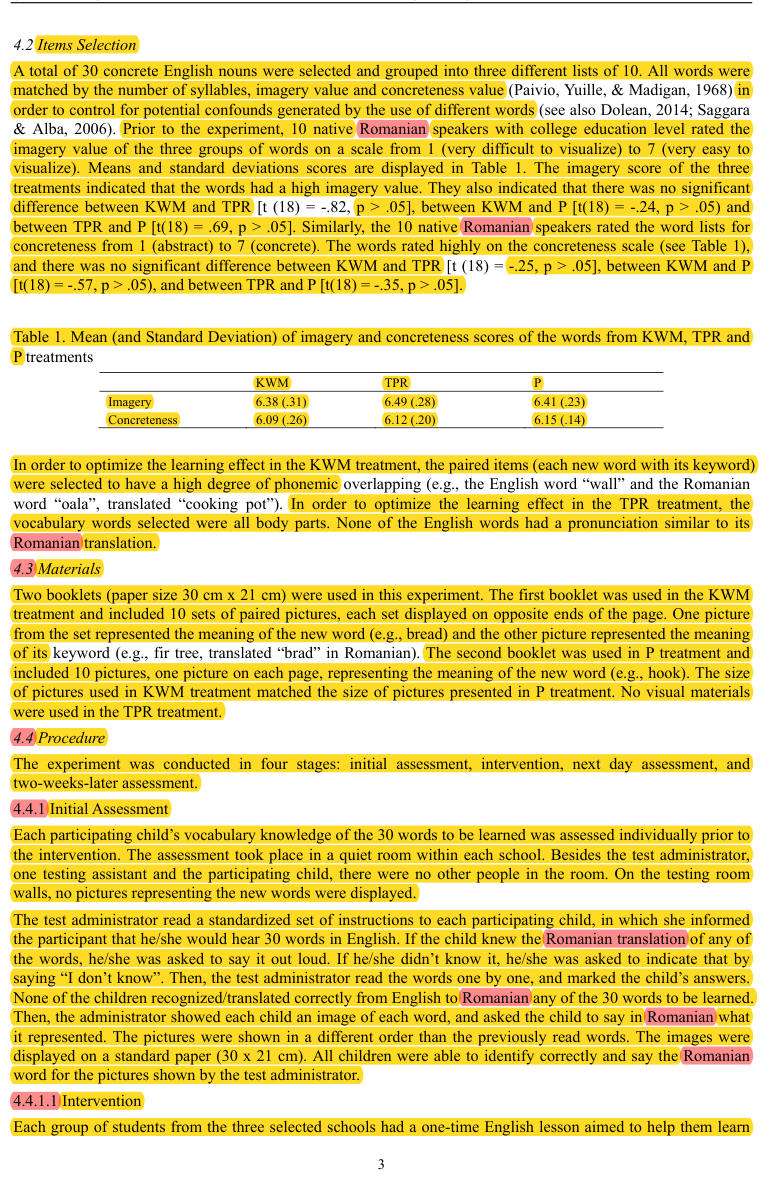 4.2 Items Selection
A total of 30 concrete English nouns were selected and grouped into three different lists of 10. All words were
matched by the number of syllables, imagery value and concreteness value (Paivio, Yuille, & Madigan, 1968) in
order to control for potential confounds generated by the use of different words (see also Dolean, 2014; Saggara
& Alba, 2006). Prior to the experiment, 10 native Romanian speakers with college education level rated the
imagery value of the three groups of words on a scale from 1 (very difficult to visualize) to 7 (very easy to
visualize). Means and standard deviations scores are displayed in Table 1. The imagery score of the three
treatments indicated that the words had a high imagery value. They also indicated that there was no significant
difference between KWM and TPR [t (18) = -.82, p > .05], between KWM and P [t(18) = -.24, p > .05) and
between TPR and P [t(18) = .69, p > .05]. Similarly, the 10 native Romanian speakers rated the word lists for
concreteness from 1 (abstract) to 7 (concrete). The words rated highly on the concreteness scale (see Table 1),
and there was no significant difference between KWM and TPR [t (18) = -.25, p > .05], between KWM and P
[t(18) = -.57, p > .05), and between TPR and P [t(18) = -.35, p > .05].
Table 1. Mean (and Standard Deviation) of imagery and concreteness scores of the words from KWM, TPR and
P treatments
KWM TPR P
Imagery 6.38 (.31) 6.49 (.28) 6.41 (.23)
Concreteness 6.09 (.26) 6.12 (.20) 6.15 (.14)
In order to optimize the learning effect in the KWM treatment, the paired items (each new word with its keyword)
were selected to have a high degree of phonemic overlapping (e.g., the English word “wall” and the Romanian
word “oala”, translated “cooking pot”). In order to optimize the learning effect in the TPR treatment, the
vocabulary words selected were all body parts. None of the English words had a pronunciation similar to its
Romanian translation.
4.3 Materials
Two booklets (paper size 30 cm x 21 cm) were used in this experiment. The first booklet was used in the KWM
treatment and included 10 sets of paired pictures, each set displayed on opposite ends of the page. One picture
from the set represented the meaning of the new word (e.g., bread) and the other picture represented the meaning
of its keyword (e.g., fir tree, translated “brad” in Romanian). The second booklet was used in P treatment and
included 10 pictures, one picture on each page, representing the meaning of the new word (e.g., hook). The size
of pictures used in KWM treatment matched the size of pictures presented in P treatment. No visual materials
were used in the TPR treatment.
4.4 Procedure
The experiment was conducted in four stages: initial assessment, intervention, next day assessment, and
two-weeks-later assessment.
4.4.1 Initial Assessment
Each participating child’s vocabulary knowledge of the 30 words to be learned was assessed individually prior to
the intervention. The assessment took place in a quiet room within each school. Besides the test administrator,
one testing assistant and the participating child, there were no other people in the room. On the testing room
walls, no pictures representing the new words were displayed.
The test administrator read a standardized set of instructions to each participating child, in which she informed
the participant that he/she would hear 30 words in English. If the child knew the Romanian translation of any of
the words, he/she was asked to say it out loud. If he/she didn’t know it, he/she was asked to indicate that by
saying “I don’t know”. Then, the test administrator read the words one by one, and marked the child’s answers.
None of the children recognized/translated correctly from English to Romanian any of the 30 words to be learned.
Then, the administrator showed each child an image of each word, and asked the child to say in Romanian what
it represented. The pictures were shown in a different order than the previously read words. The images were
displayed on a standard paper (30 x 21 cm). All children were able to identify correctly and say the Romanian
word for the pictures shown by the test administrator.
4.4.1.1 Intervention
Each group of students from the three selected schools had a one-time English lesson aimed to help them learn
3